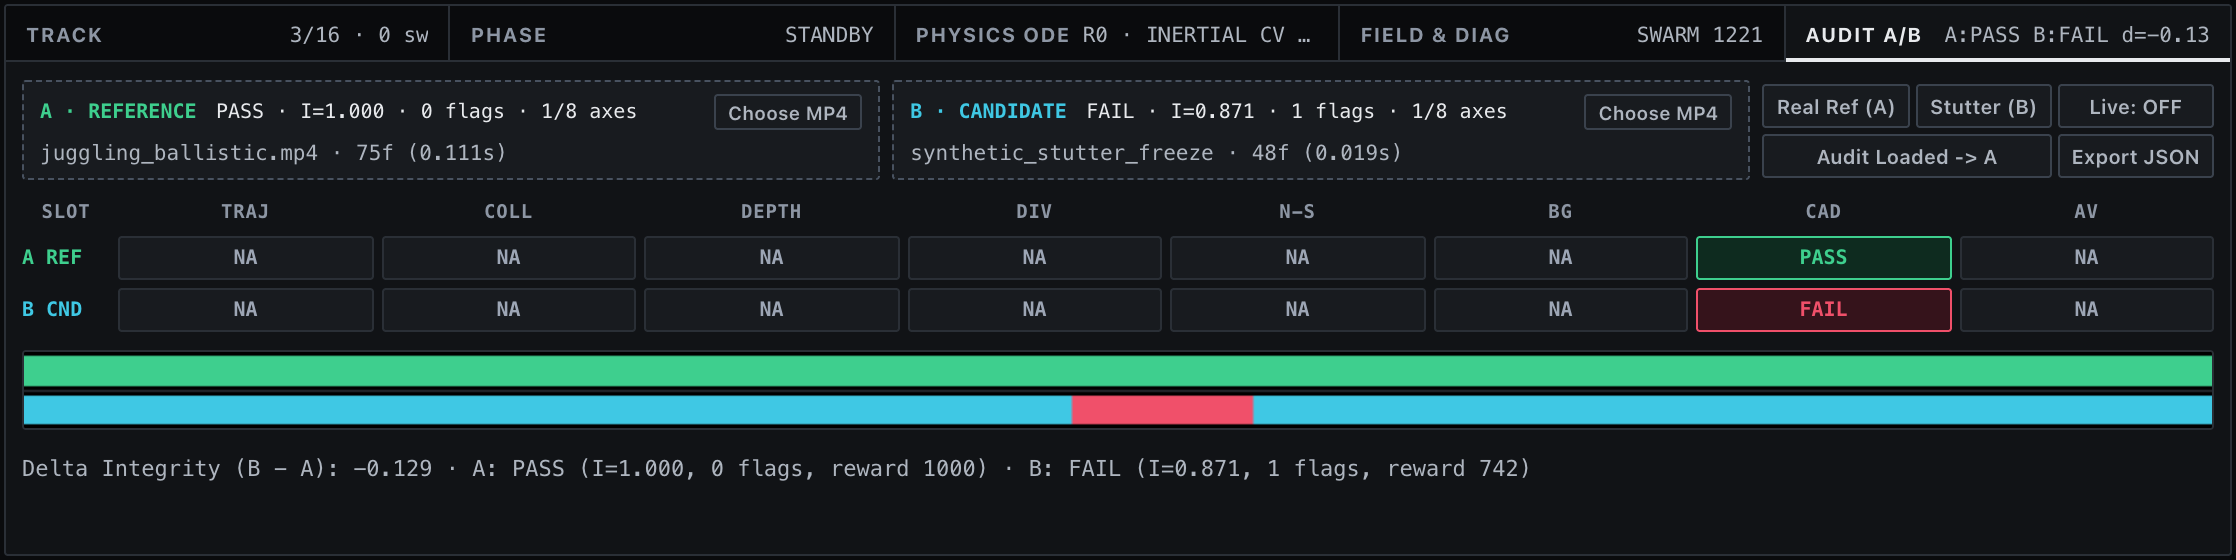 TRACK 3/16 · 0 sw PHASE STANDBY PHYSICS ODE R0 · INERTIAL CV … FIELD & DIAG SWARM 1221 AUDIT A/B A:PASS B:FAIL d=−0.13
A · REFERENCE PASS · I=1.000 · 0 flags · 1/8 axes Choose MP4
juggling_ballistic.mp4 · 75f (0.111s)
B · CANDIDATE FAIL · I=0.871 · 1 flags · 1/8 axes Choose MP4
synthetic_stutter_freeze · 48f (0.019s)
Real Ref (A) Stutter (B) Live: OFF
Audit Loaded -> A Export JSON
SLOT TRAJ COLL DEPTH DIV N−S BG CAD AV
A REF NA NA NA NA NA NA PASS NA
B CND NA NA NA NA NA NA FAIL NA
Delta Integrity (B − A): −0.129 · A: PASS (I=1.000, 0 flags, reward 1000) · B: FAIL (I=0.871, 1 flags, reward 742)